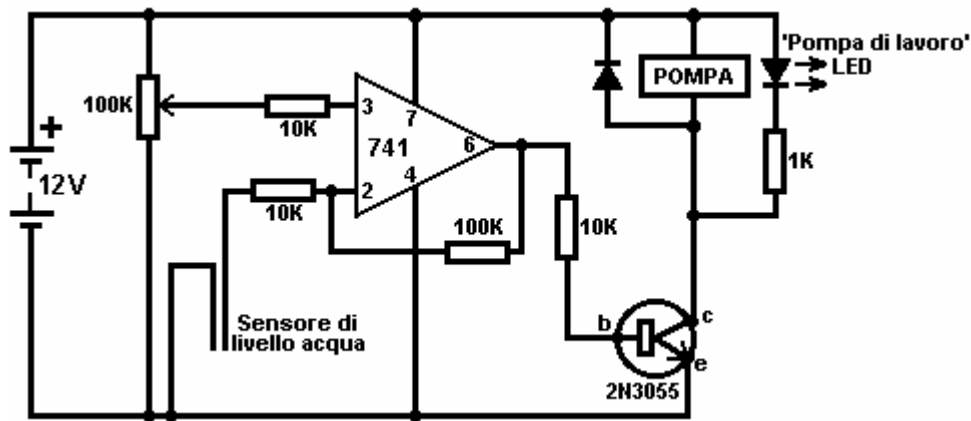 'Pompa di lavoro'
LED
POMPA
100K
10K
3
7
741
6
+
12V
4
2
10K
100K
10K
1K
Sensore di
livello acqua
b
c
e
2N3055